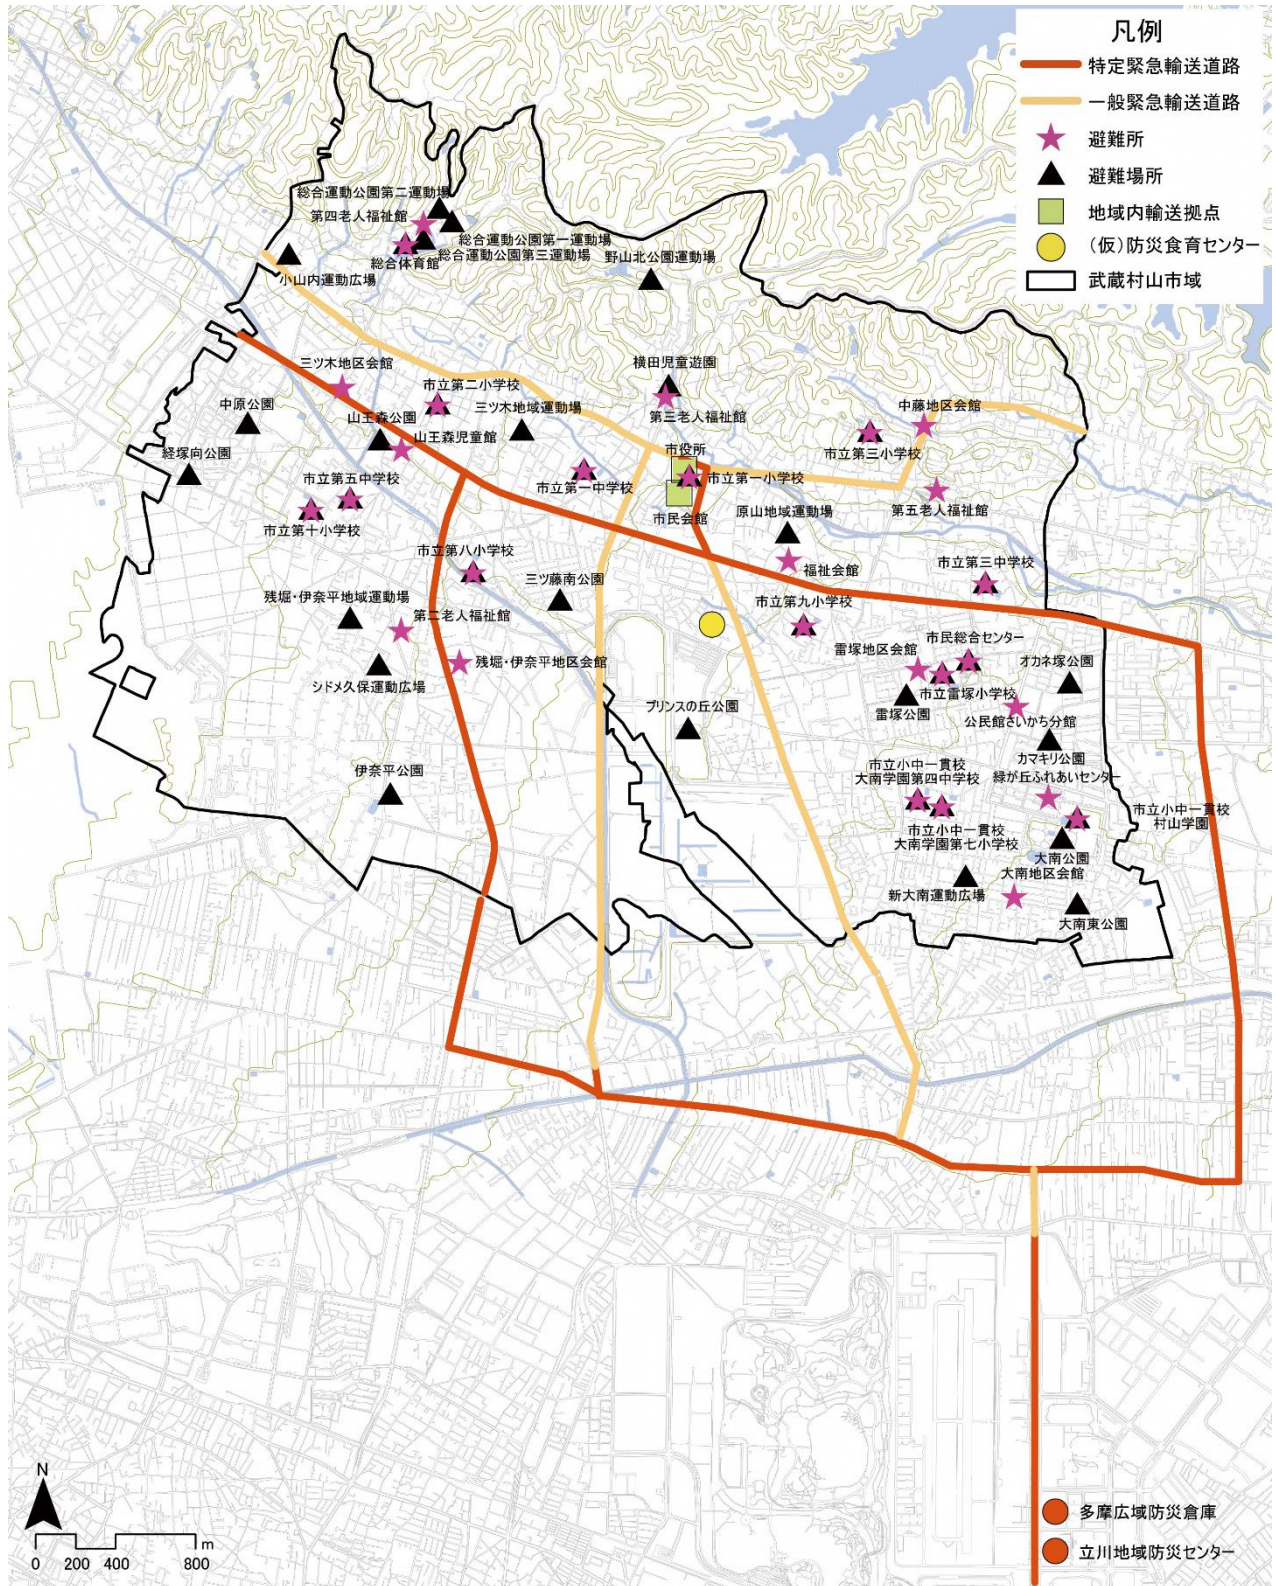 凡例
特定緊急輸送道路
一般緊急輸送道路
避難所
避難場所
地域内輸送拠点
(仮)防災食育センター
武蔵村山市域
総合運動公園第二運動場
第四老人福祉館
総合運動公園第一運動場
総合運動公園第三運動場
総合体育館
野山北公園運動場
小山内運動広場
三ツ木地区会館
横田児童遊園
市立第二小学校
中原公園
山王森公園
三ツ木地域運動場
第三老人福祉館
中藤地区会館
山王森児童館
市役所
市立第三小学校
経塚向公園
市立第五中学校
市立第一中学校
市立第一小学校
市民会館
原山地域運動場
第五老人福祉館
市立第十小学校
市立第八小学校
三ツ藤南公園
福祉会館
市立第三中学校
残堀・伊奈平地域運動場
第二老人福祉館
市立第九小学校
市民総合センター
雷塚地区会館
オカネ塚公園
残堀・伊奈平地区会館
シドメ久保運動広場
市立雷塚小学校
プリンスの丘公園
雷塚公園
公民館さいかち分館
カマキリ公園
伊奈平公園
市立小中一貫校
大南学園第四中学校
緑が丘ふれあいセンター
市立小中一貫校
村山学園
市立小中一貫校
大南学園第七小学校
大南公園
大南地区会館
新大南運動広場
大南東公園
N
m
0 200 400 800
多摩広域防災倉庫
立川地域防災センター